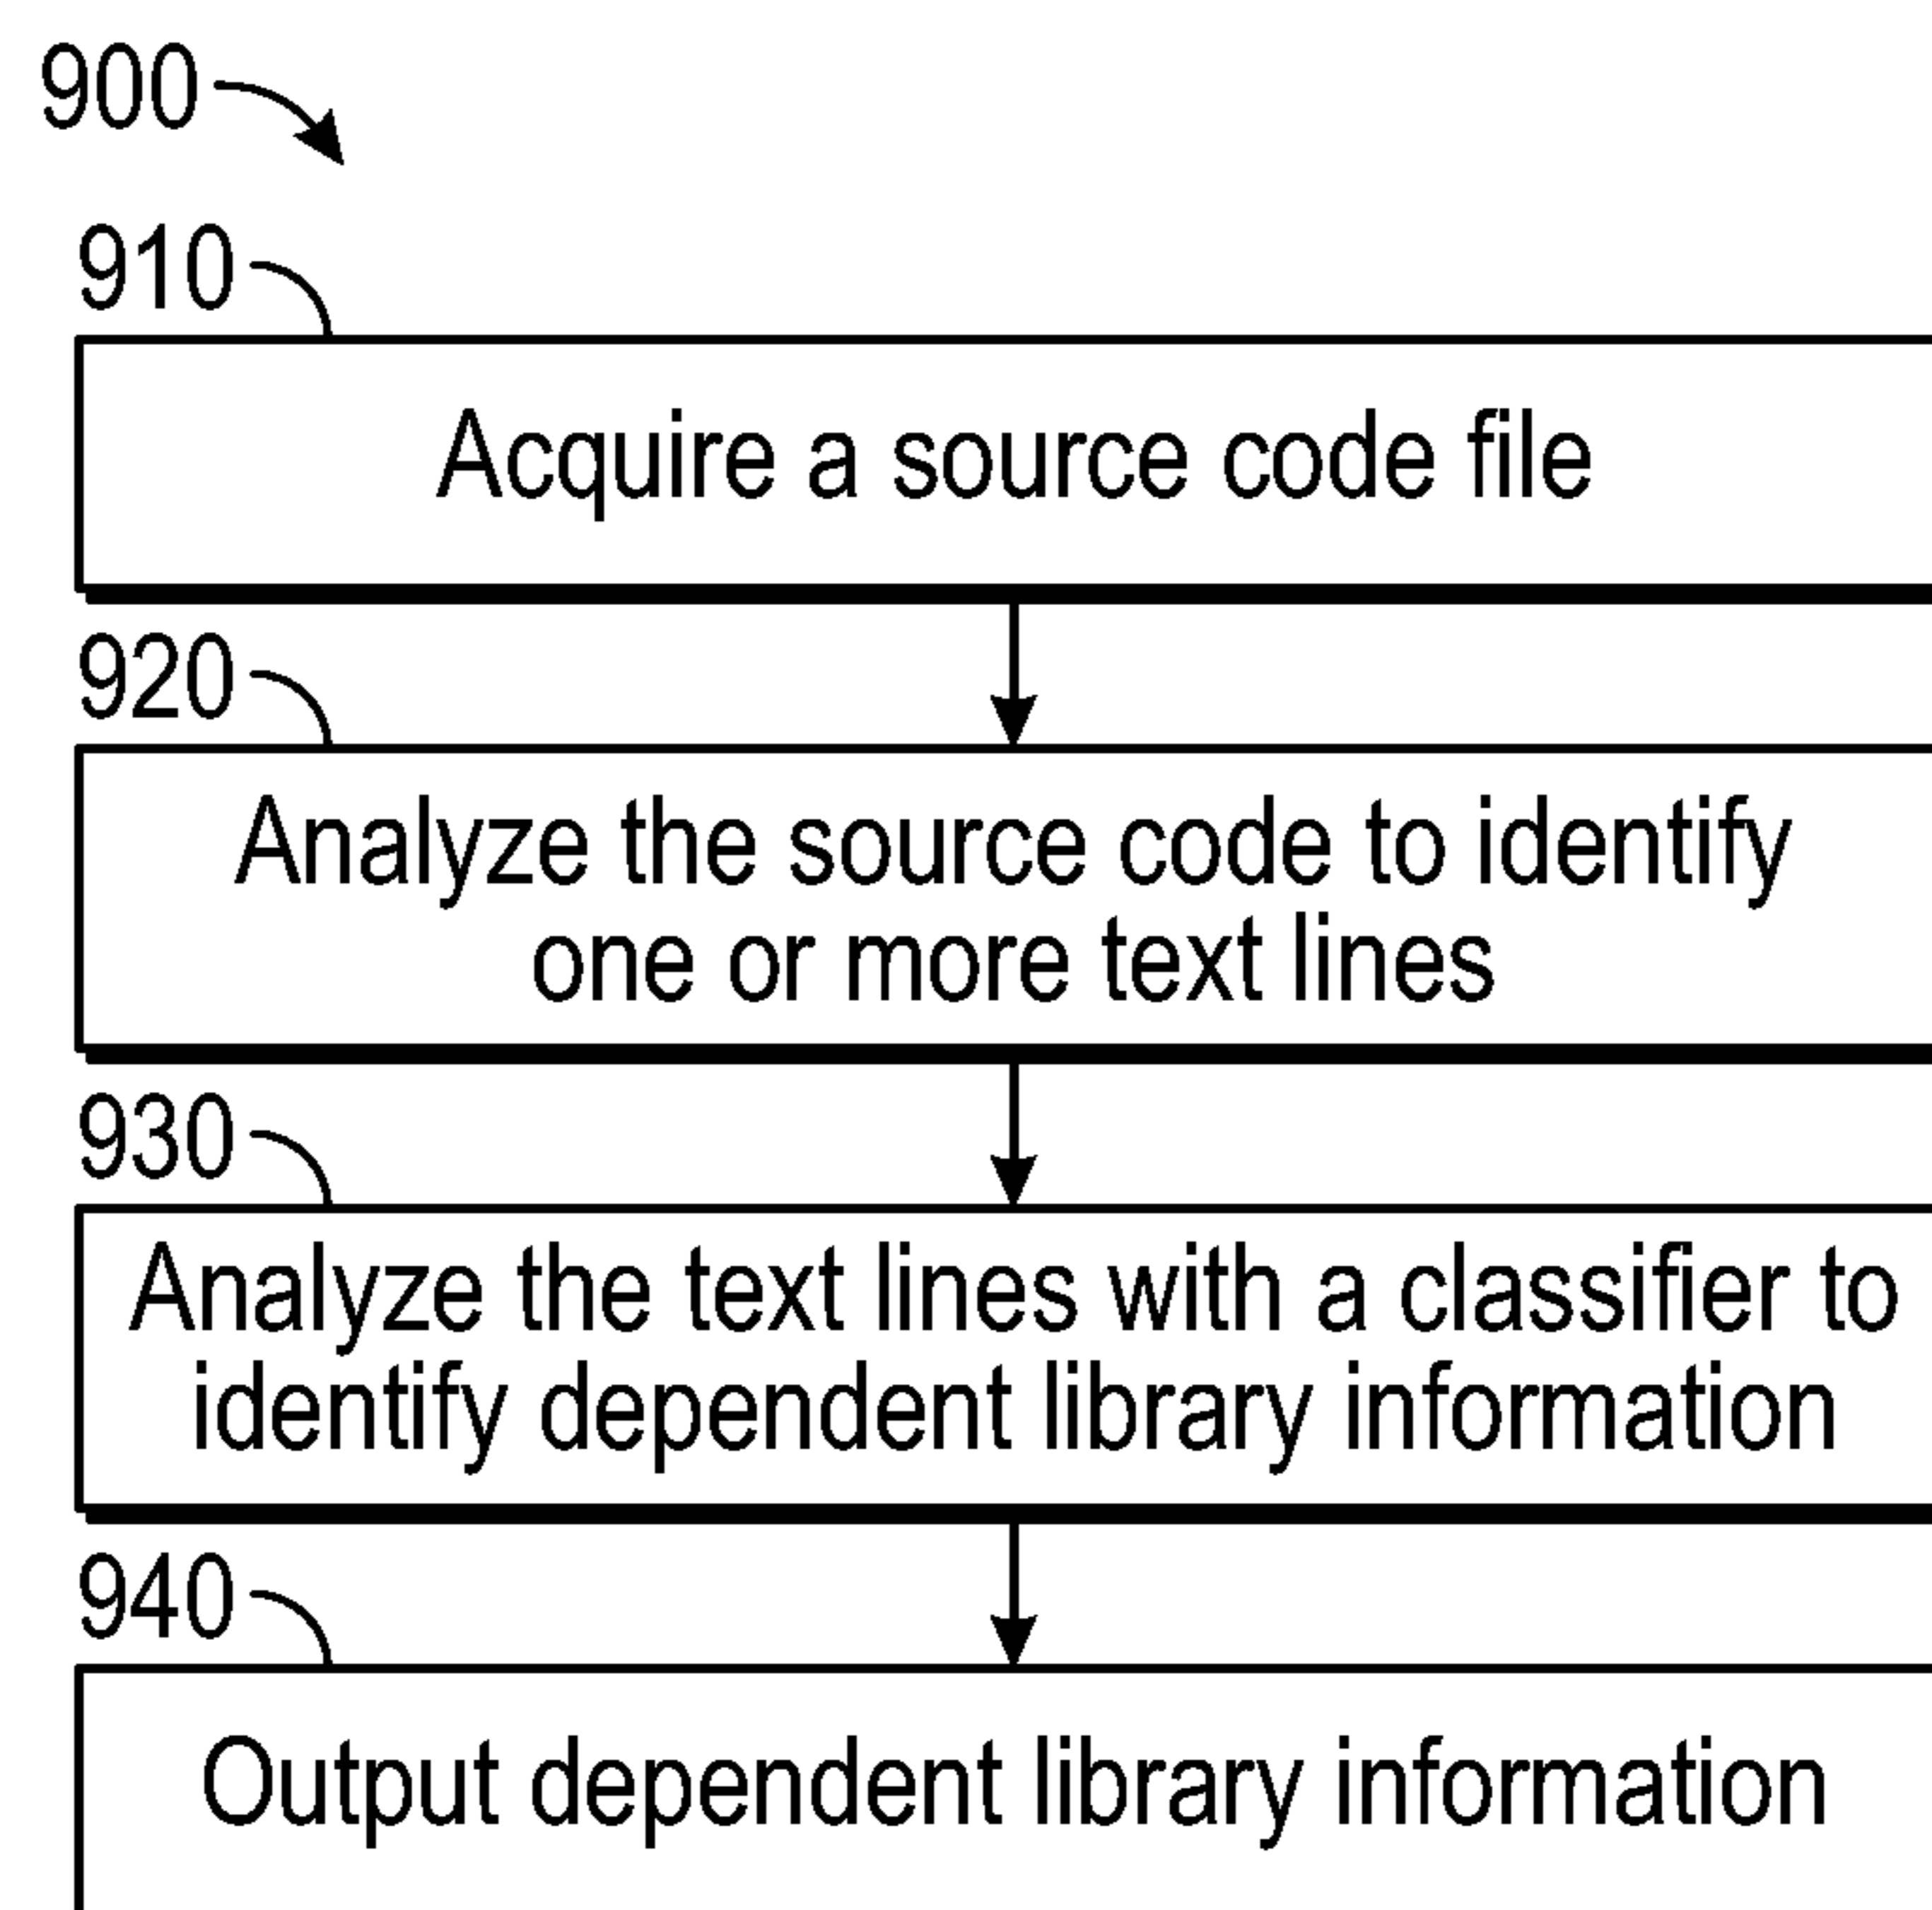 900
910
Acquire a source code file
920
Analyze the source code to identify
one or more text lines
930
Analyze the text lines with a classifier to
identify dependent library information
940
Output dependent library information